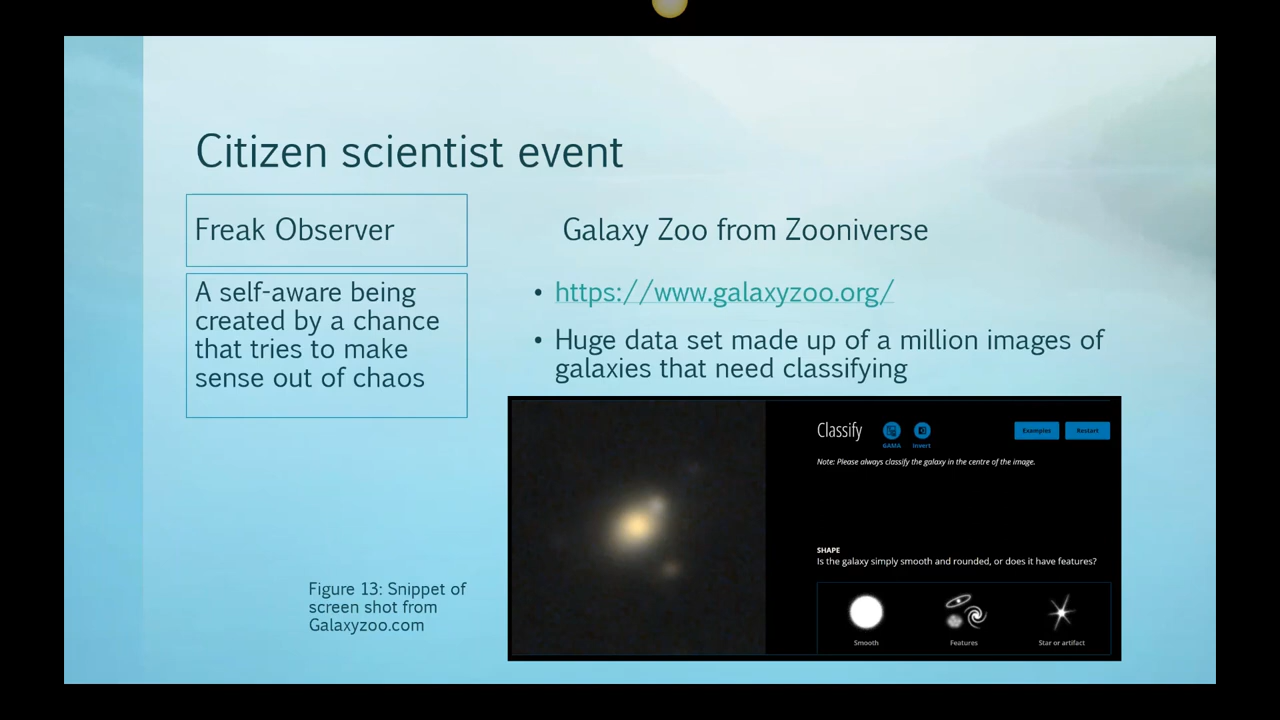 Citizen scientist event
Freak Observer
A self-aware being
created by a chance
that tries to make
sense out of chaos
Galaxy Zoo from Zooniverse
• https://www.galaxyzoo.org/
• Huge data set made up of a million images of
galaxies that need classifying
Classify
GAMA
Invert
Examples
Restart
Note: Please always classify the galaxy in the centre of the image.
SHAPE
Is the galaxy simply smooth and rounded, or does it have features?
Smooth
Features
Star or artifact
Figure 13: Snippet of
screen shot from
Galaxyzoo.com